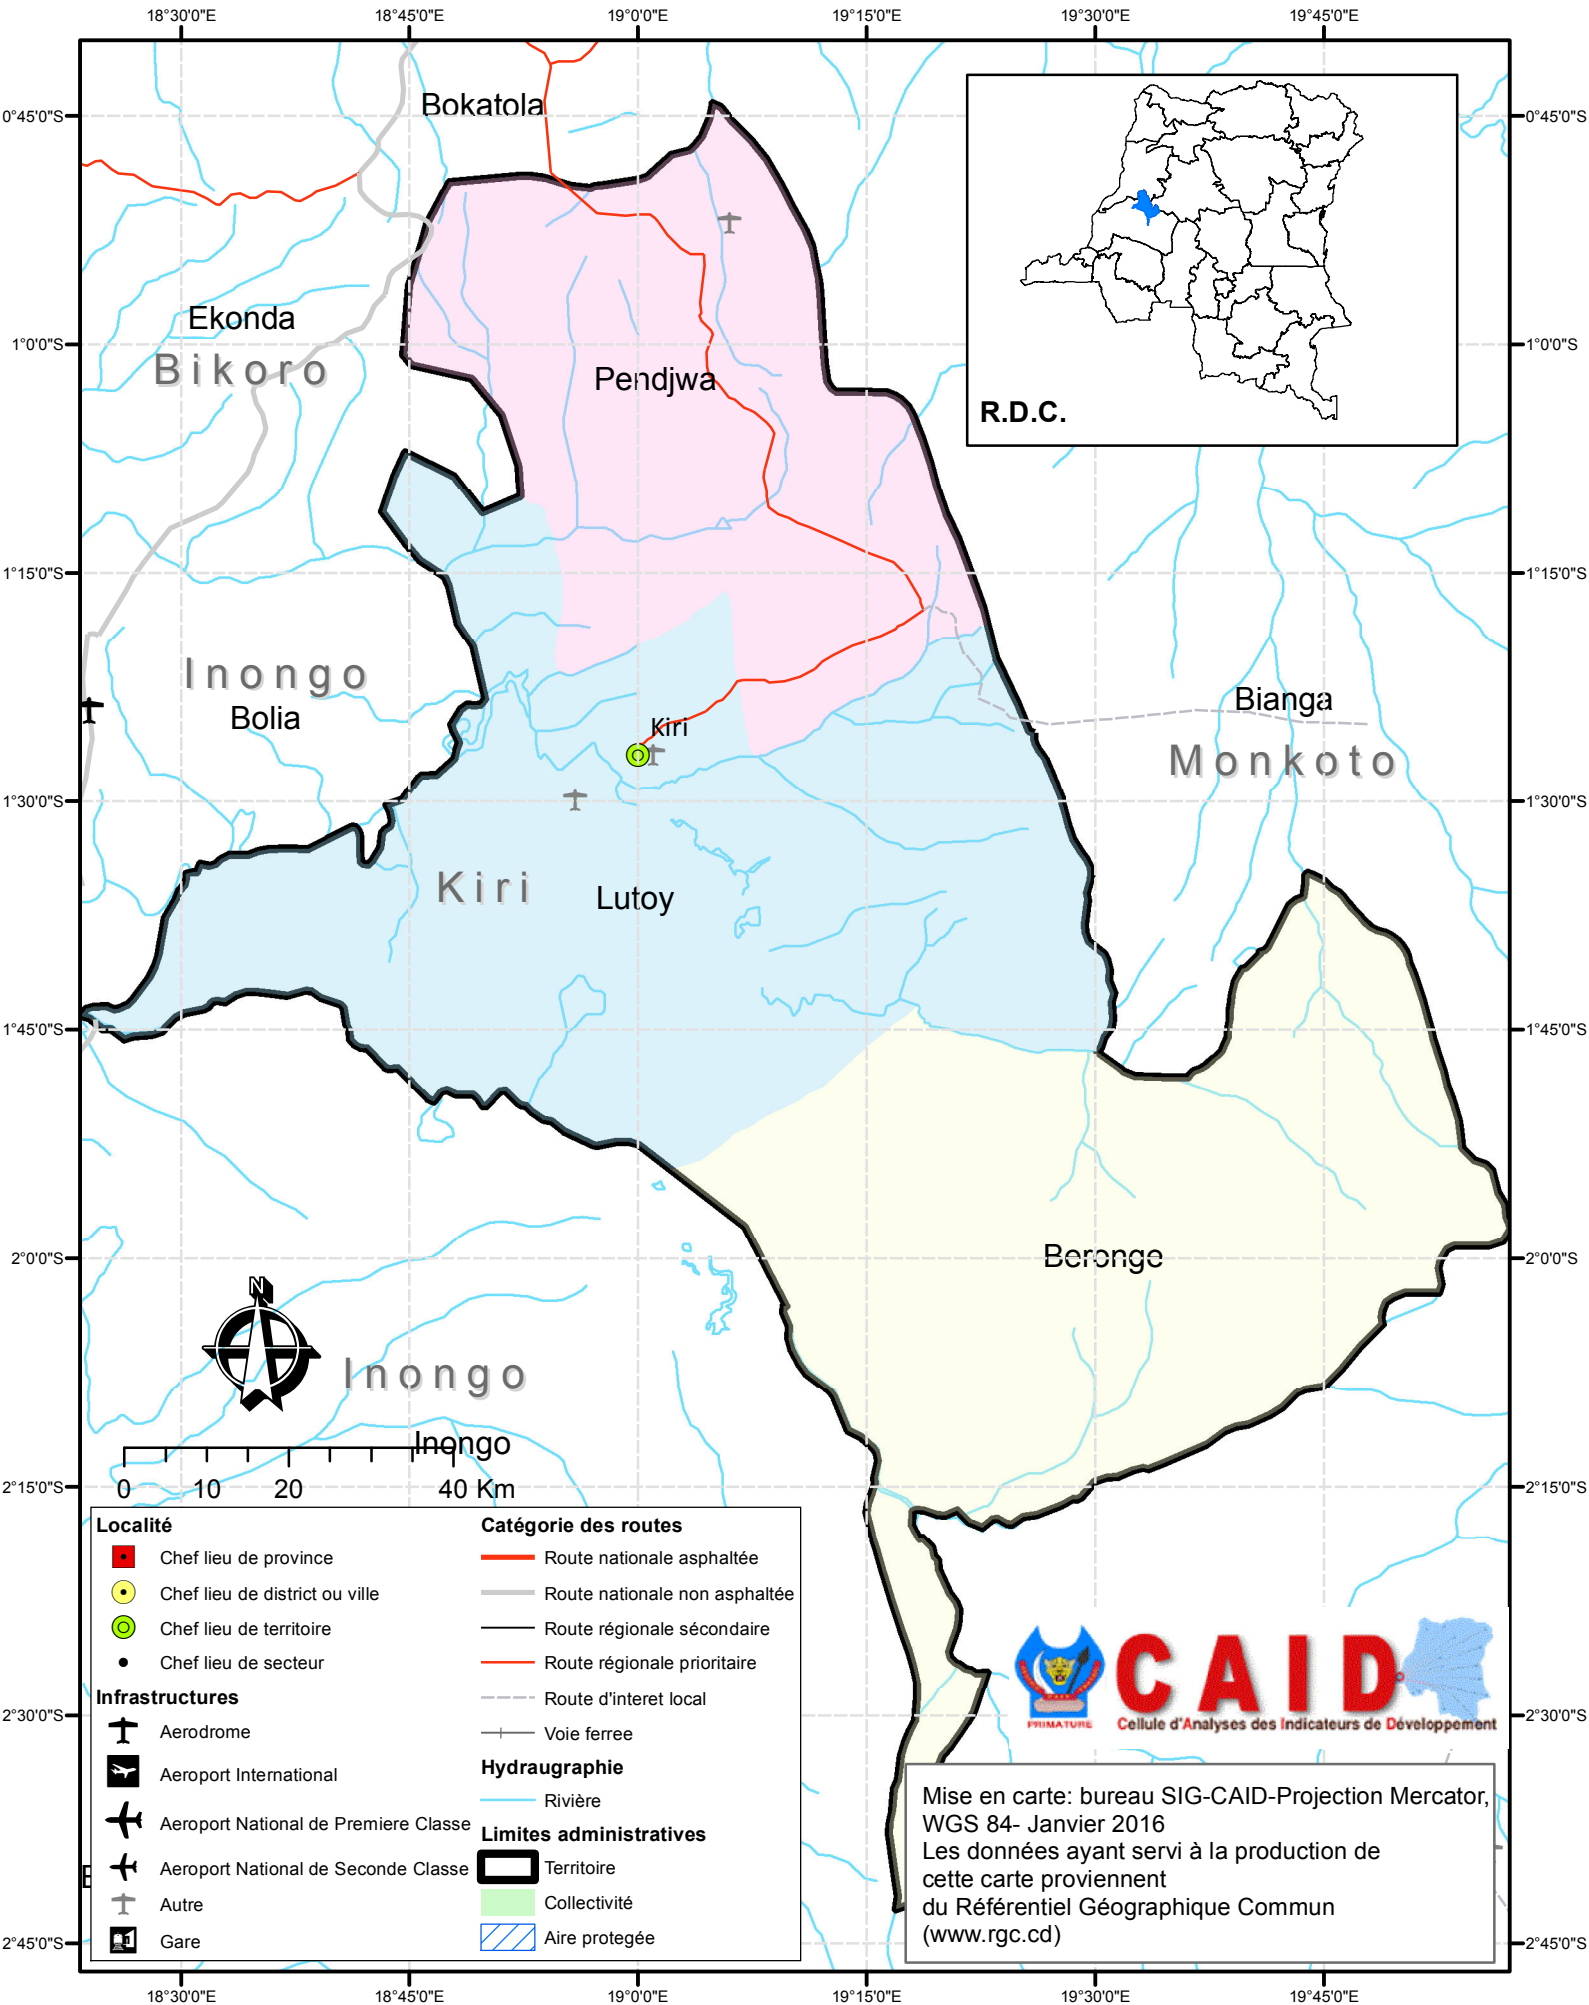 18°30'0"E 18°45'0"E 19°0'0"E 19°15'0"E 19°30'0"E 19°45'0"E
0°45'0"S 0°45'0"S
1°0'0"S 1°0'0"S
1°15'0"S 1°15'0"S
1°30'0"S 1°30'0"S
1°45'0"S 1°45'0"S
2°0'0"S 2°0'0"S
2°15'0"S 2°15'0"S
2°30'0"S 2°30'0"S
2°45'0"S 2°45'0"S
Bokatola
R.D.C.
Ekonda
Bikoro
Pendjwa
Inongo
Bolia
Kiri
Bianga
Monkoto
Kiri
Lutoy
Beronge
N
Inongo
Inongo
0 10 20 40 Km
Localité
Chef lieu de province
Chef lieu de district ou ville
Chef lieu de territoire
Chef lieu de secteur
Infrastructures
Aerodrome
Aeroport International
Aeroport National de Premiere Classe
Aeroport National de Seconde Classe
Autre
Gare
Catégorie des routes
Route nationale asphaltée
Route nationale non asphaltée
Route régionale sécondaire
Route régionale prioritaire
Route d'interet local
Voie ferree
Hydraugraphie
Rivière
Limites administratives
Territoire
Collectivité
Aire protegée
PRIMATURE
CAID
Cellule d'Analyses des Indicateurs de Développement
Mise en carte: bureau SIG-CAID-Projection Mercator,
WGS 84- Janvier 2016
Les données ayant servi à la production de
cette carte proviennent
du Référentiel Géographique Commun
(www.rgc.cd)
18°30'0"E 18°45'0"E 19°0'0"E 19°15'0"E 19°30'0"E 19°45'0"E